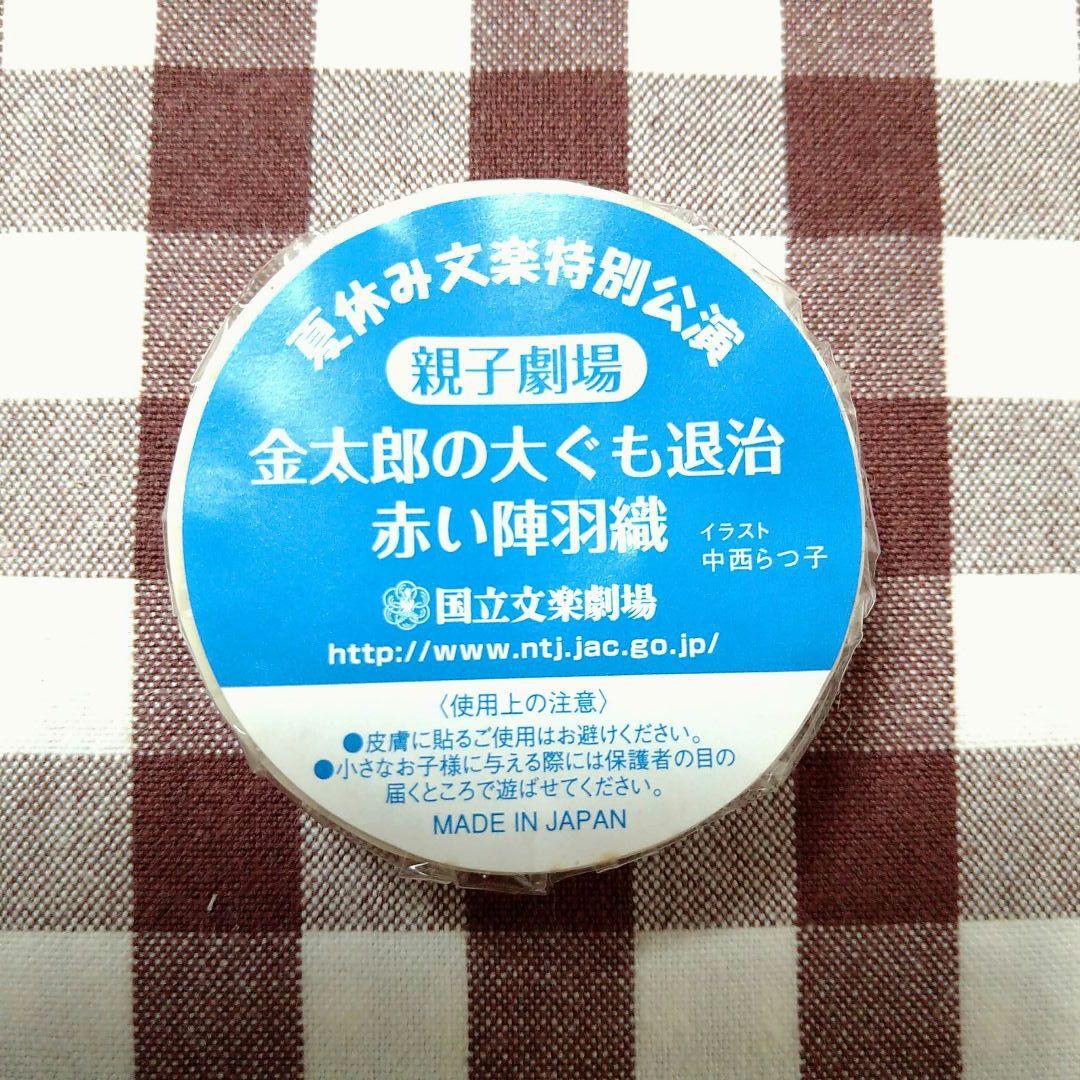 夏休み文楽特別公演
親子劇場
金太郎の大ぐも退治
赤い陣羽織
イラスト
中西らつ子
国立文楽劇場
http://www.ntj.jac.go.jp/
〈使用上の注意〉
●皮膚に貼るご使用はお避けください。
●小さなお子様に与える際には保護者の目の
届くところで遊ばせてください。
MADE IN JAPAN